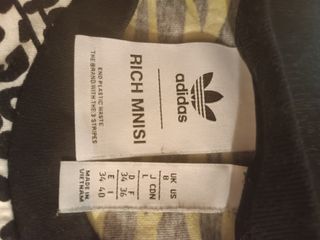 adidas
RICH MNISI
END PLASTIC WASTE
THE BRAND WITH THE 3 STRIPES
UK US
8
J CDN
L
D F
34 36
E I
34 40
MADE IN
VIETNAM